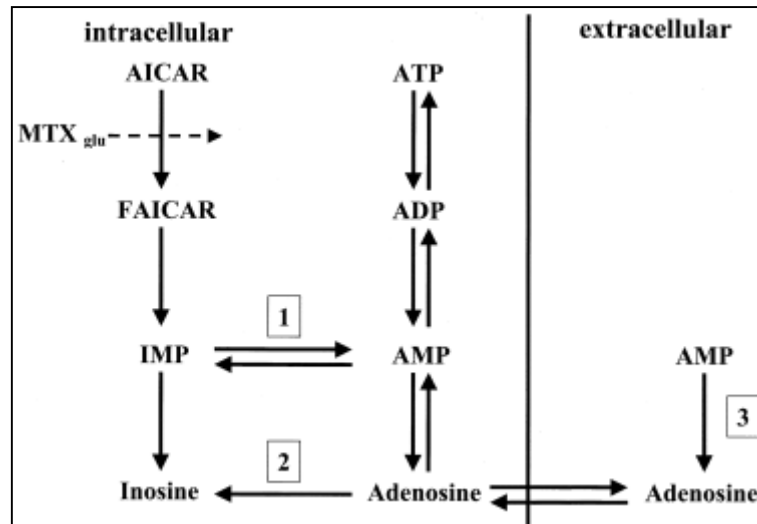 intracellular extracellular
AICAR ATP
MTX glu
FAICAR ADP
1
IMP AMP AMP
3
2
Inosine Adenosine Adenosine